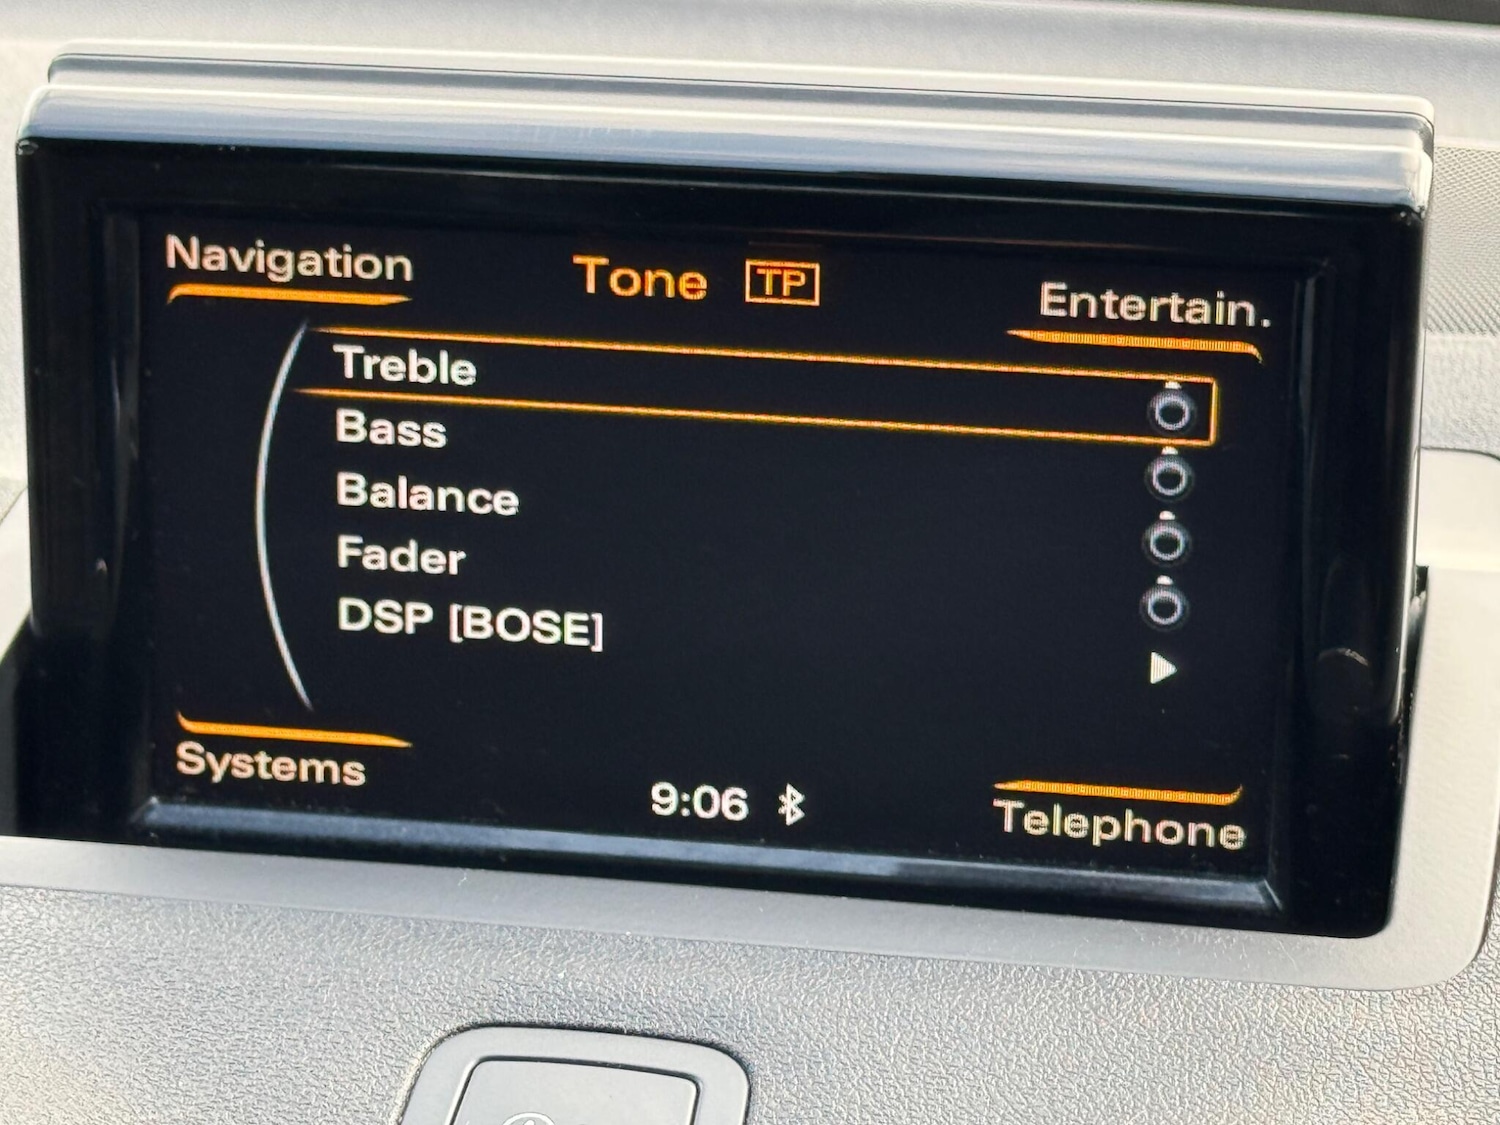 Navigation
Tone TP
Entertain.
Treble
Bass
Balance
Fader
DSP [BOSE]
Systems
9:06
Telephone